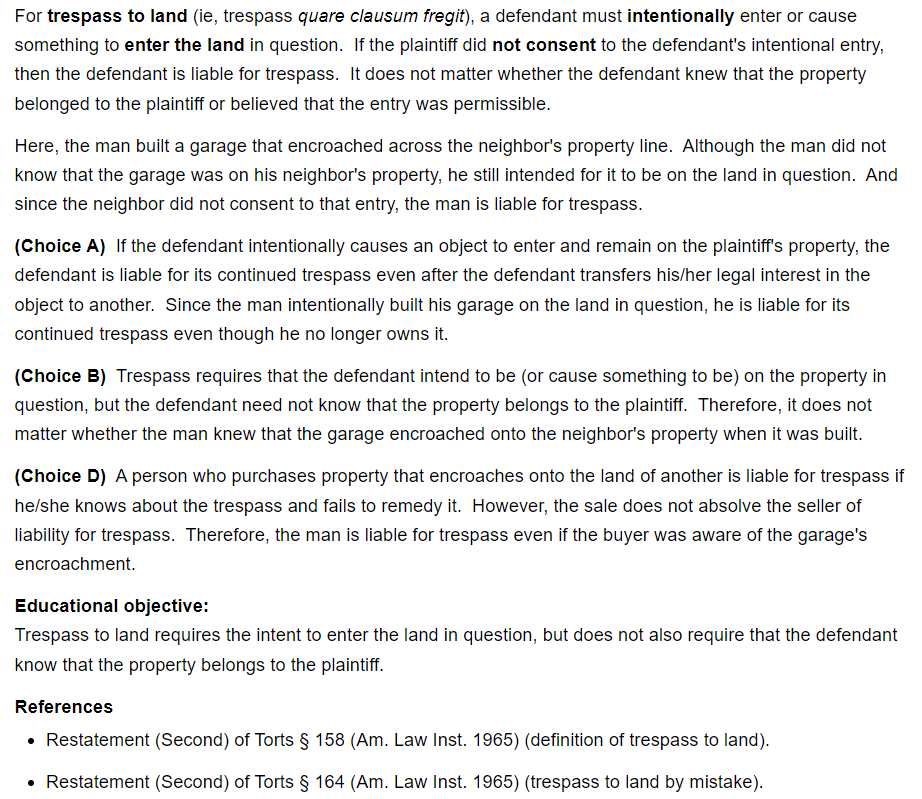 For trespass to land (ie, trespass quare clausum fregit), a defendant must intentionally enter or cause
something to enter the land in question.  If the plaintiff did not consent to the defendant's intentional entry,
then the defendant is liable for trespass.  It does not matter whether the defendant knew that the property
belonged to the plaintiff or believed that the entry was permissible.
Here, the man built a garage that encroached across the neighbor's property line.  Although the man did not
know that the garage was on his neighbor's property, he still intended for it to be on the land in question.  And
since the neighbor did not consent to that entry, the man is liable for trespass.
(Choice A)  If the defendant intentionally causes an object to enter and remain on the plaintiff's property, the
defendant is liable for its continued trespass even after the defendant transfers his/her legal interest in the
object to another.  Since the man intentionally built his garage on the land in question, he is liable for its
continued trespass even though he no longer owns it.
(Choice B)  Trespass requires that the defendant intend to be (or cause something to be) on the property in
question, but the defendant need not know that the property belongs to the plaintiff.  Therefore, it does not
matter whether the man knew that the garage encroached onto the neighbor's property when it was built.
(Choice D)  A person who purchases property that encroaches onto the land of another is liable for trespass if
he/she knows about the trespass and fails to remedy it.  However, the sale does not absolve the seller of
liability for trespass.  Therefore, the man is liable for trespass even if the buyer was aware of the garage's
encroachment.
Educational objective:
Trespass to land requires the intent to enter the land in question, but does not also require that the defendant
know that the property belongs to the plaintiff.
References
• Restatement (Second) of Torts § 158 (Am. Law Inst. 1965) (definition of trespass to land).
• Restatement (Second) of Torts § 164 (Am. Law Inst. 1965) (trespass to land by mistake).